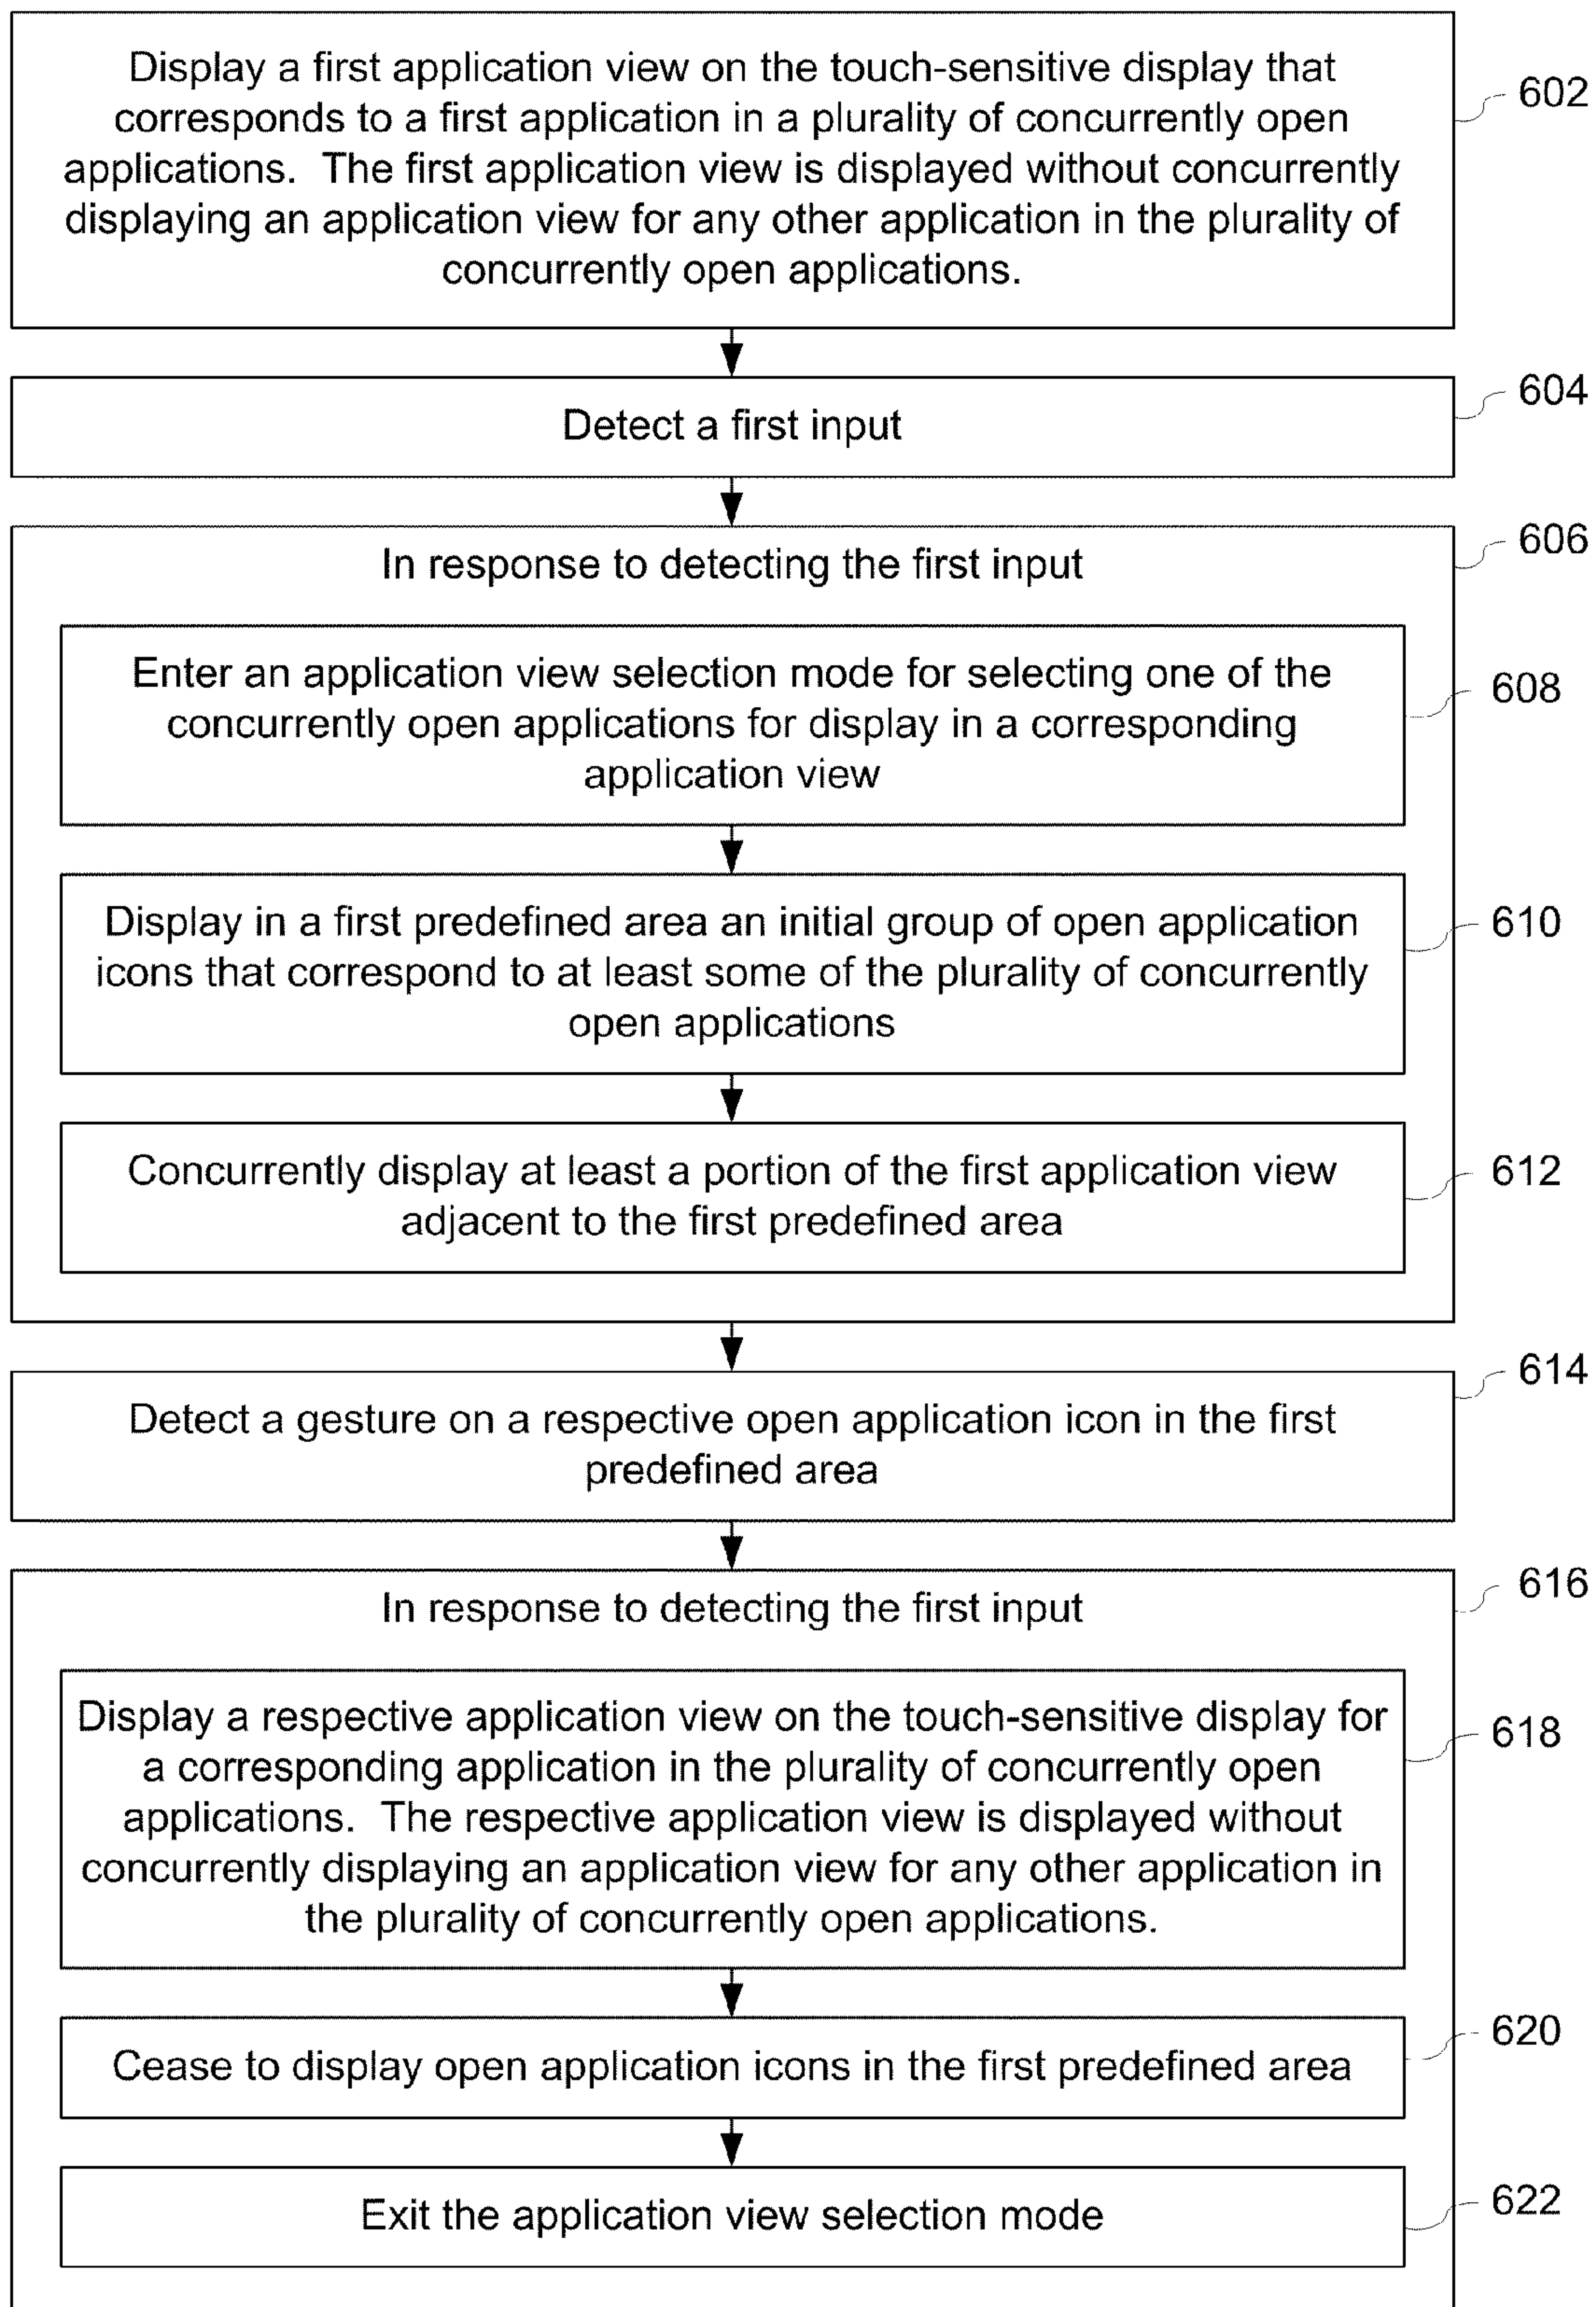 Display a first application view on the touch-sensitive display that
corresponds to a first application in a plurality of concurrently open
applications.  The first application view is displayed without concurrently
displaying an application view for any other application in the plurality of
concurrently open applications.
602
Detect a first input
604
In response to detecting the first input
606
Enter an application view selection mode for selecting one of the
concurrently open applications for display in a corresponding
application view
608
Display in a first predefined area an initial group of open application
icons that correspond to at least some of the plurality of concurrently
open applications
610
Concurrently display at least a portion of the first application view
adjacent to the first predefined area
612
Detect a gesture on a respective open application icon in the first
predefined area
614
In response to detecting the first input
616
Display a respective application view on the touch-sensitive display for
a corresponding application in the plurality of concurrently open
applications.  The respective application view is displayed without
concurrently displaying an application view for any other application in
the plurality of concurrently open applications.
618
Cease to display open application icons in the first predefined area
620
Exit the application view selection mode
622